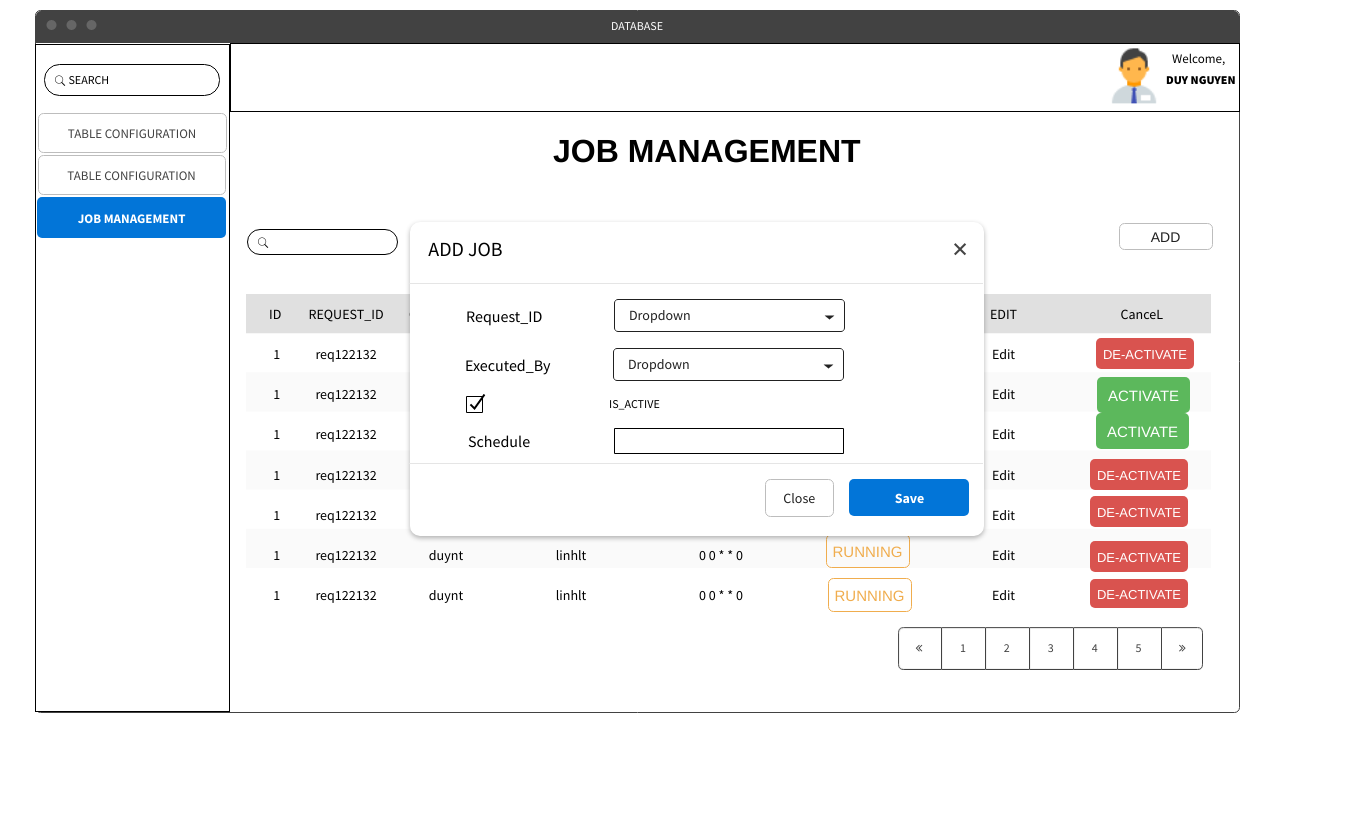 DATABASE
SEARCH
Welcome,
DUY NGUYEN
TABLE CONFIGURATION
TABLE CONFIGURATION
JOB MANAGEMENT
JOB MANAGEMENT
ADD
ADD JOB
Request_ID Dropdown
Executed_By Dropdown
IS_ACTIVE
Schedule
Close Save
ID REQUEST_ID EDIT CanceL
1 req122132 Edit DE-ACTIVATE
1 req122132 Edit ACTIVATE
1 req122132 Edit ACTIVATE
1 req122132 Edit DE-ACTIVATE
1 req122132 Edit DE-ACTIVATE
1 req122132 duynt linhlt 0 0 * * 0 RUNNING Edit DE-ACTIVATE
1 req122132 duynt linhlt 0 0 * * 0 RUNNING Edit DE-ACTIVATE
« 1 2 3 4 5 »